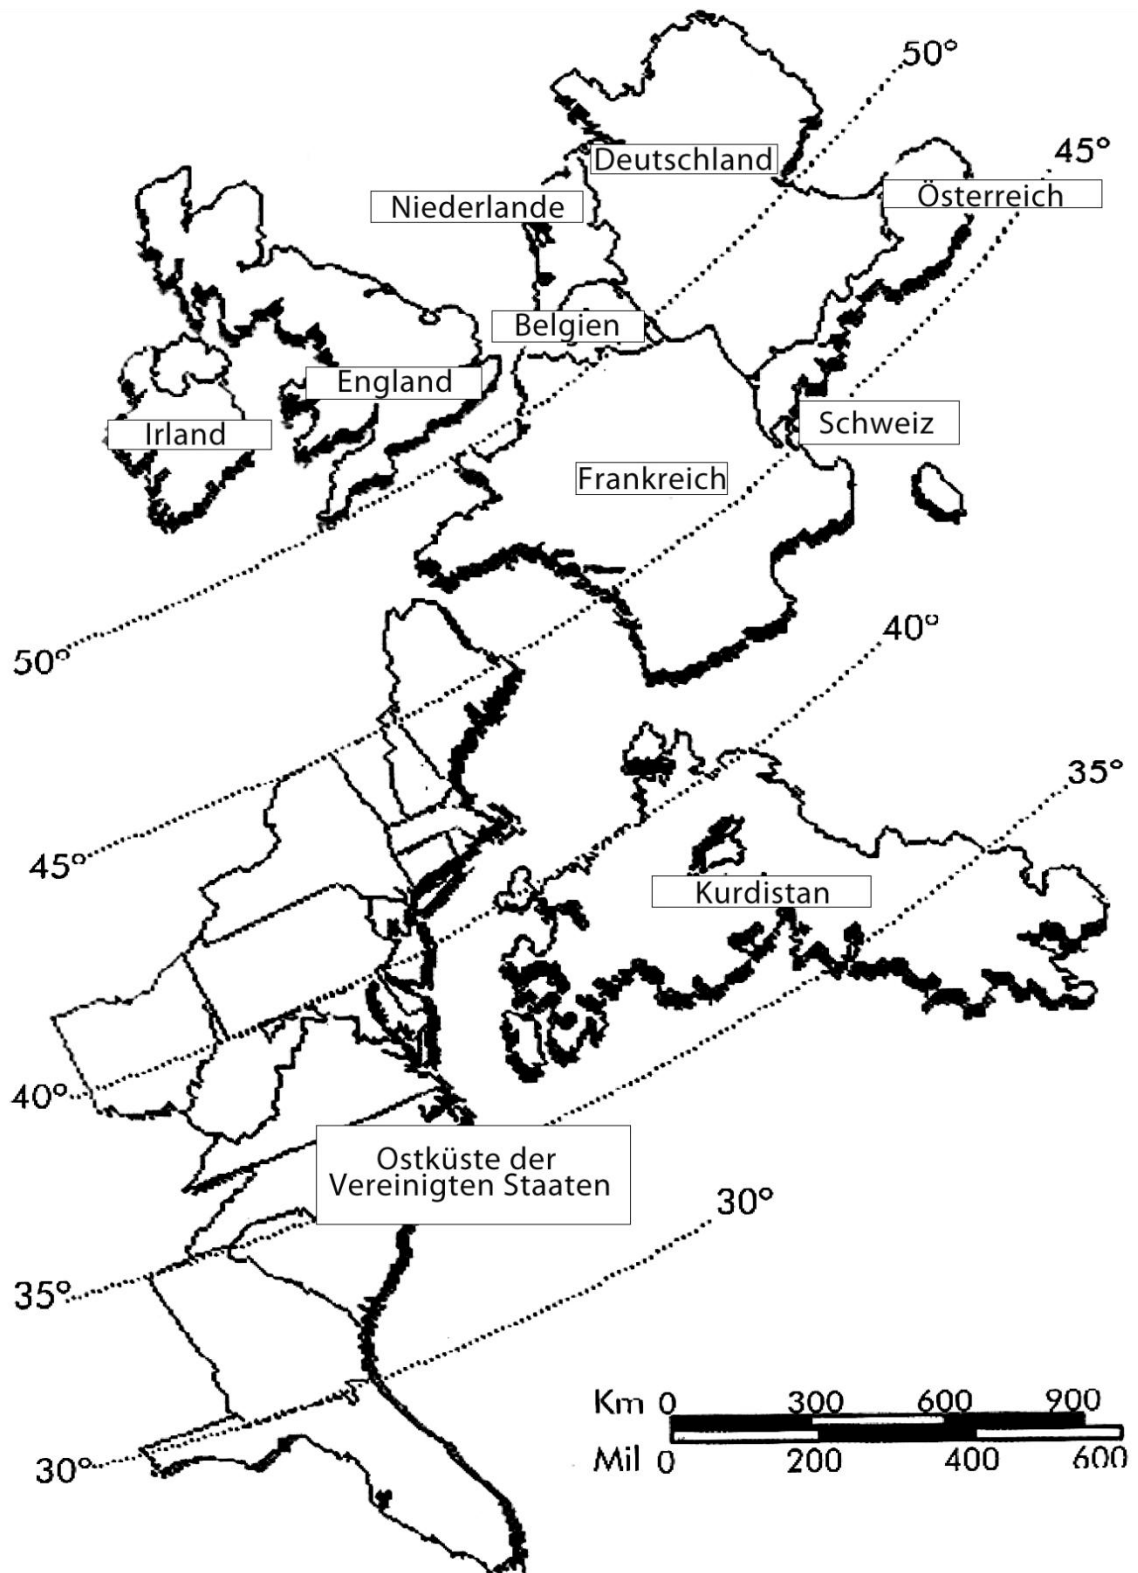 50°
45°
Deutschland
Österreich
Niederlande
Belgien
England
Schweiz
Irland
Frankreich
50°
40°
35°
45°
Kurdistan
40°
Ostküste der
Vereinigten Staaten
30°
35°
30°
Km 0 300 600 900
Mil 0 200 400 600